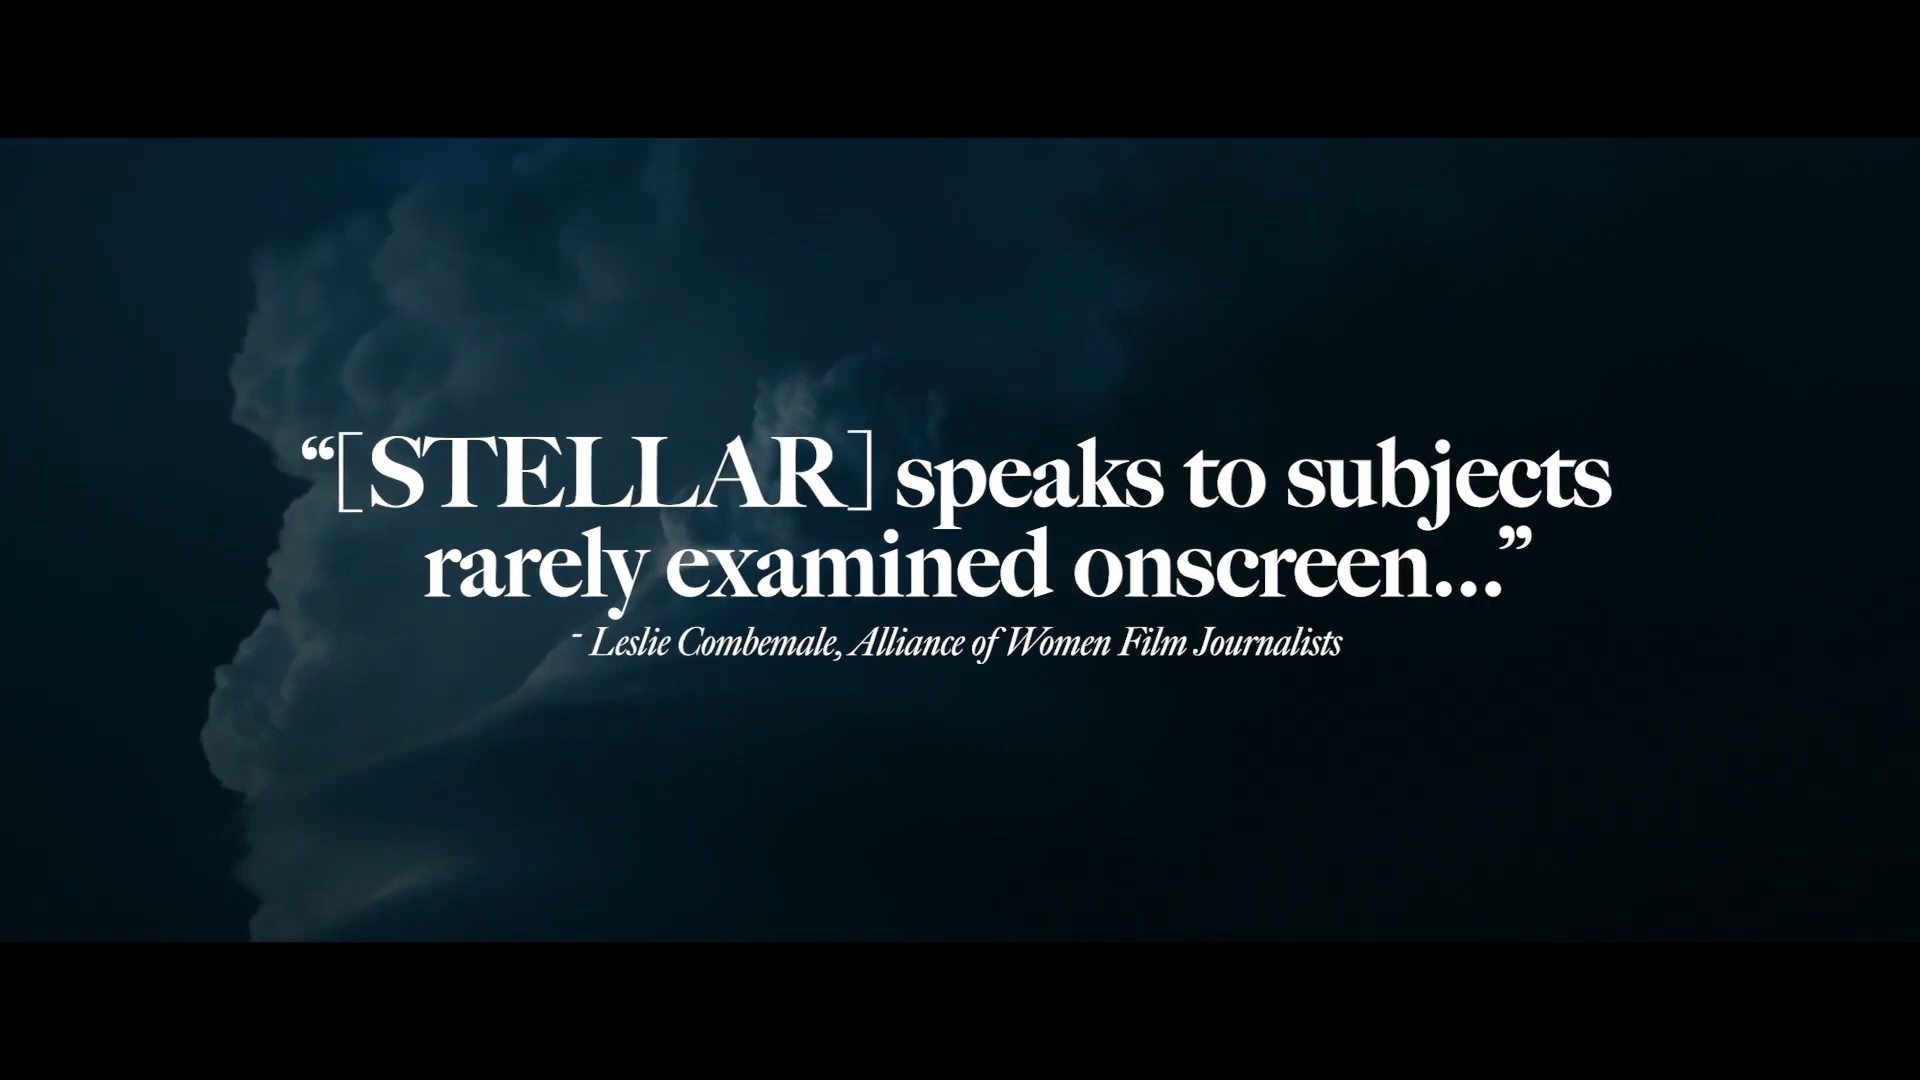 “[STELLAR] speaks to subjects
rarely examined onscreen...”
- Leslie Combemale, Alliance of Women Film Journalists